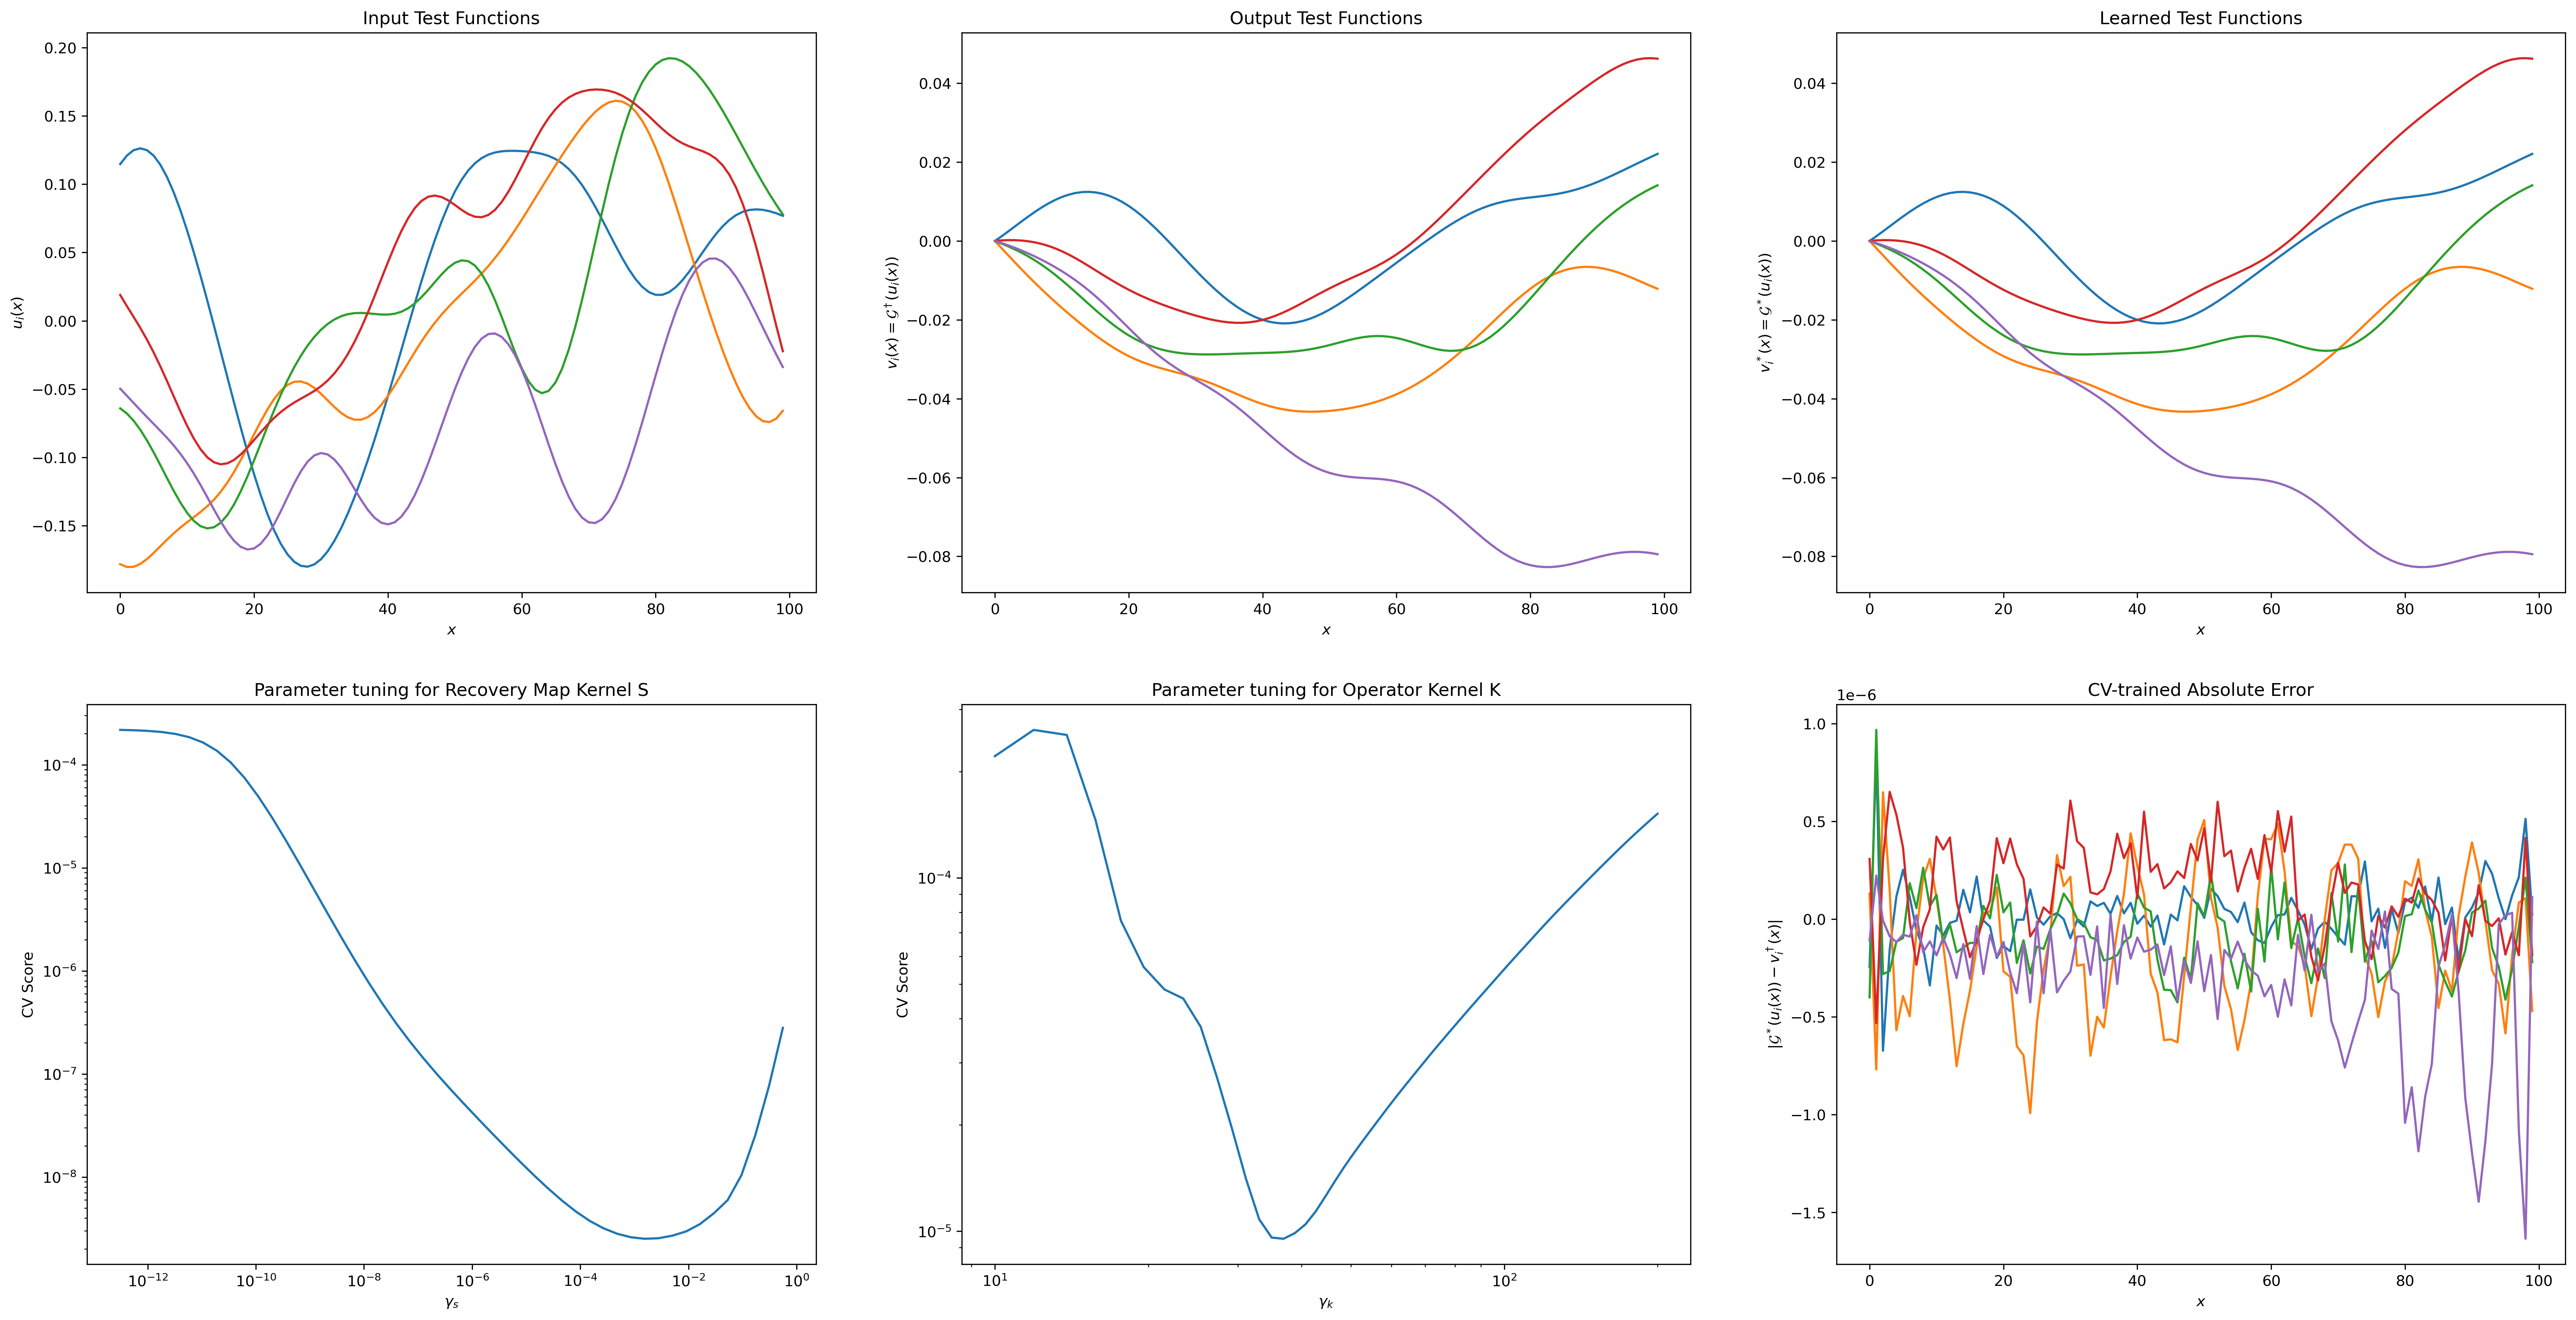 Input Test Functions
u_i(x)
0.20
0.15
0.10
0.05
0.00
−0.05
−0.10
−0.15
0 20 40 60 80 100
x
Output Test Functions
v_i(x) = 𝒢^†(u_i(x))
0.04
0.02
0.00
−0.02
−0.04
−0.06
−0.08
0 20 40 60 80 100
x
Learned Test Functions
v_i^*(x) = 𝒢^*(u_i(x))
0.04
0.02
0.00
−0.02
−0.04
−0.06
−0.08
0 20 40 60 80 100
x
Parameter tuning for Recovery Map Kernel S
CV Score
10^−4
10^−5
10^−6
10^−7
10^−8
10^−12 10^−10 10^−8 10^−6 10^−4 10^−2 10^0
γ_s
Parameter tuning for Operator Kernel K
CV Score
10^−4
10^−5
10^1 10^2
γ_k
CV-trained Absolute Error
1e−6
|𝒢^*(u_i(x)) − v_i^†(x)|
1.0
0.5
0.0
−0.5
−1.0
−1.5
0 20 40 60 80 100
x